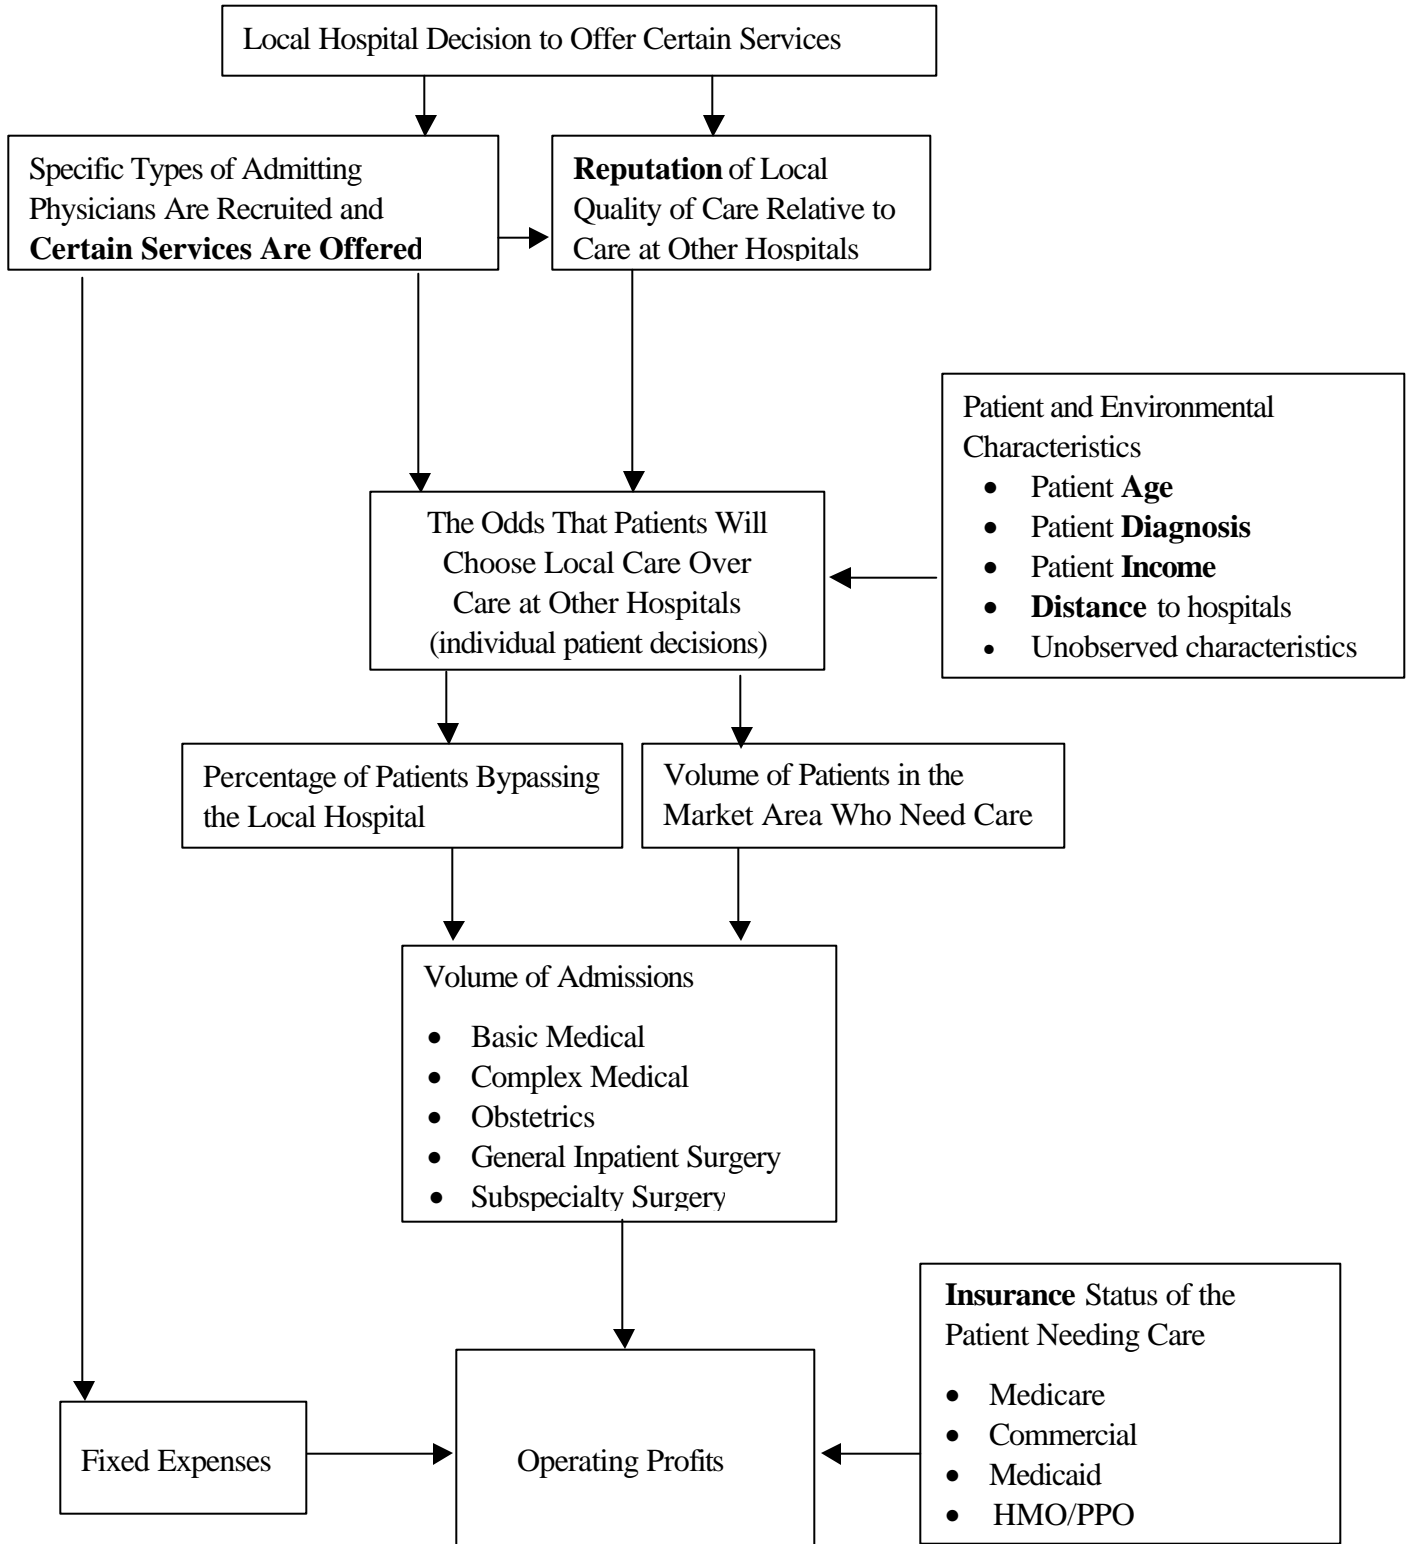 Local Hospital Decision to Offer Certain Services
Specific Types of Admitting
Physicians Are Recruited and
Certain Services Are Offered
Reputation of Local
Quality of Care Relative to
Care at Other Hospitals
Patient and Environmental
Characteristics
• Patient Age
• Patient Diagnosis
• Patient Income
• Distance to hospitals
• Unobserved characteristics
The Odds That Patients Will
Choose Local Care Over
Care at Other Hospitals
(individual patient decisions)
Percentage of Patients Bypassing
the Local Hospital
Volume of Patients in the
Market Area Who Need Care
Volume of Admissions
• Basic Medical
• Complex Medical
• Obstetrics
• General Inpatient Surgery
• Subspecialty Surgery
Insurance Status of the
Patient Needing Care
• Medicare
• Commercial
• Medicaid
• HMO/PPO
Fixed Expenses
Operating Profits